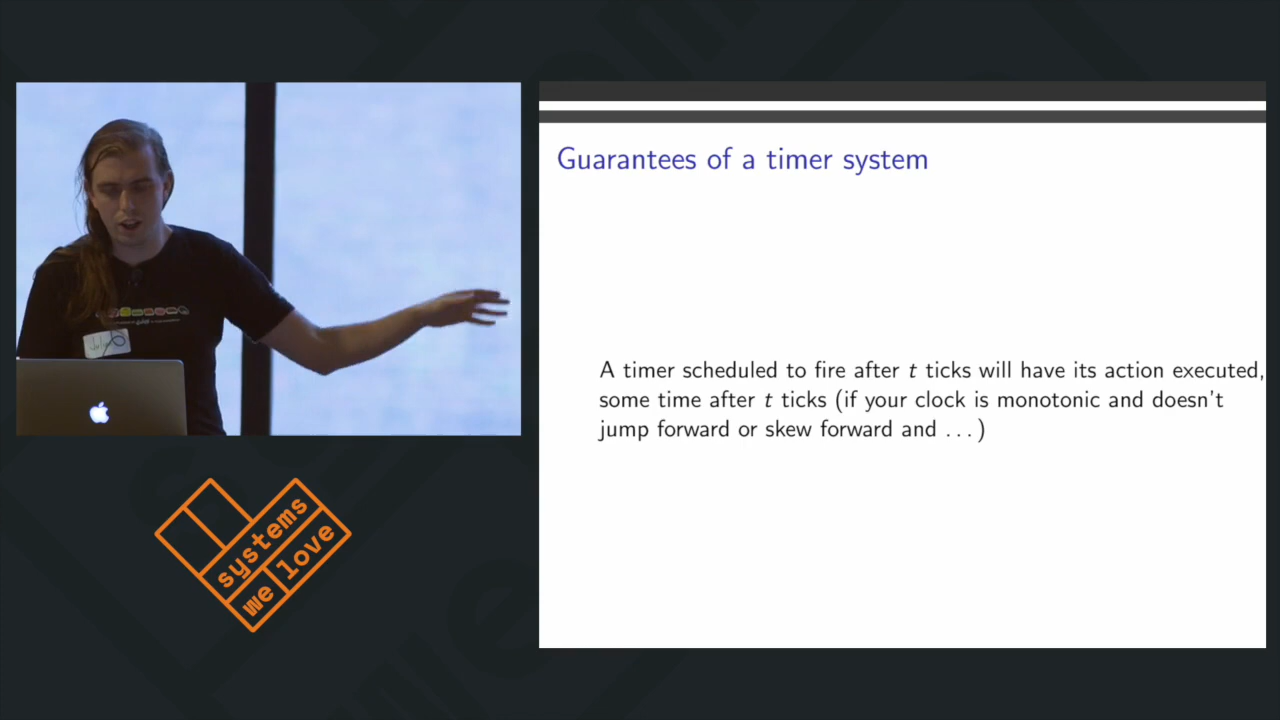 Guarantees of a timer system
A timer scheduled to fire after t ticks will have its action executed,
some time after t ticks (if your clock is monotonic and doesn't
jump forward or skew forward and ... )
systems
we love